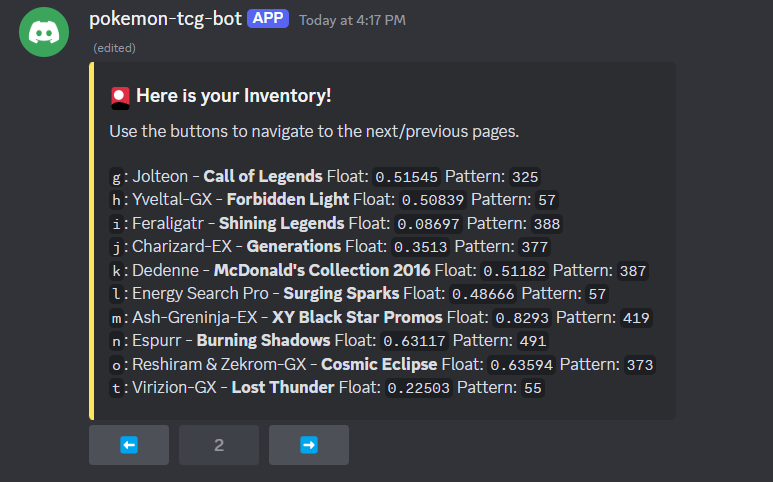 pokemon-tcg-bot APP Today at 4:17 PM
(edited)
Here is your Inventory!
Use the buttons to navigate to the next/previous pages.
g: Jolteon - Call of Legends Float: 0.51545 Pattern: 325
h: Yveltal-GX - Forbidden Light Float: 0.50839 Pattern: 57
i: Feraligatr - Shining Legends Float: 0.08697 Pattern: 388
j: Charizard-EX - Generations Float: 0.3513 Pattern: 377
k: Dedenne - McDonald's Collection 2016 Float: 0.51182 Pattern: 387
l: Energy Search Pro - Surging Sparks Float: 0.48666 Pattern: 57
m: Ash-Greninja-EX - XY Black Star Promos Float: 0.8293 Pattern: 419
n: Espurr - Burning Shadows Float: 0.63117 Pattern: 491
o: Reshiram & Zekrom-GX - Cosmic Eclipse Float: 0.63594 Pattern: 373
t: Virizion-GX - Lost Thunder Float: 0.22503 Pattern: 55
2